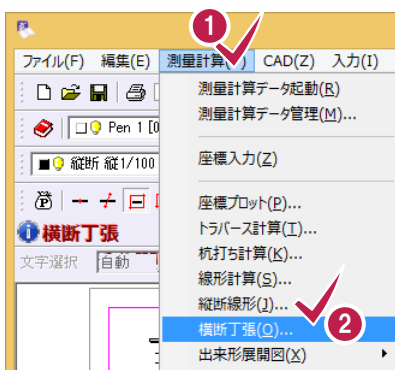 1
ファイル(F) 編集(E) 測量計算( ) CAD(Z) 入力(I)
測量計算データ起動(R)
測量計算データ管理(M)...
Pen 1 [0
座標入力(Z)
縦断 縦1/100
座標プロット(P)...
トラバース計算(T)...
横断丁張
杭打ち計算(K)...
文字選択 自動
線形計算(S)...
縦断線形(J)...
2
横断丁張(O)...
出来形展開図(X)